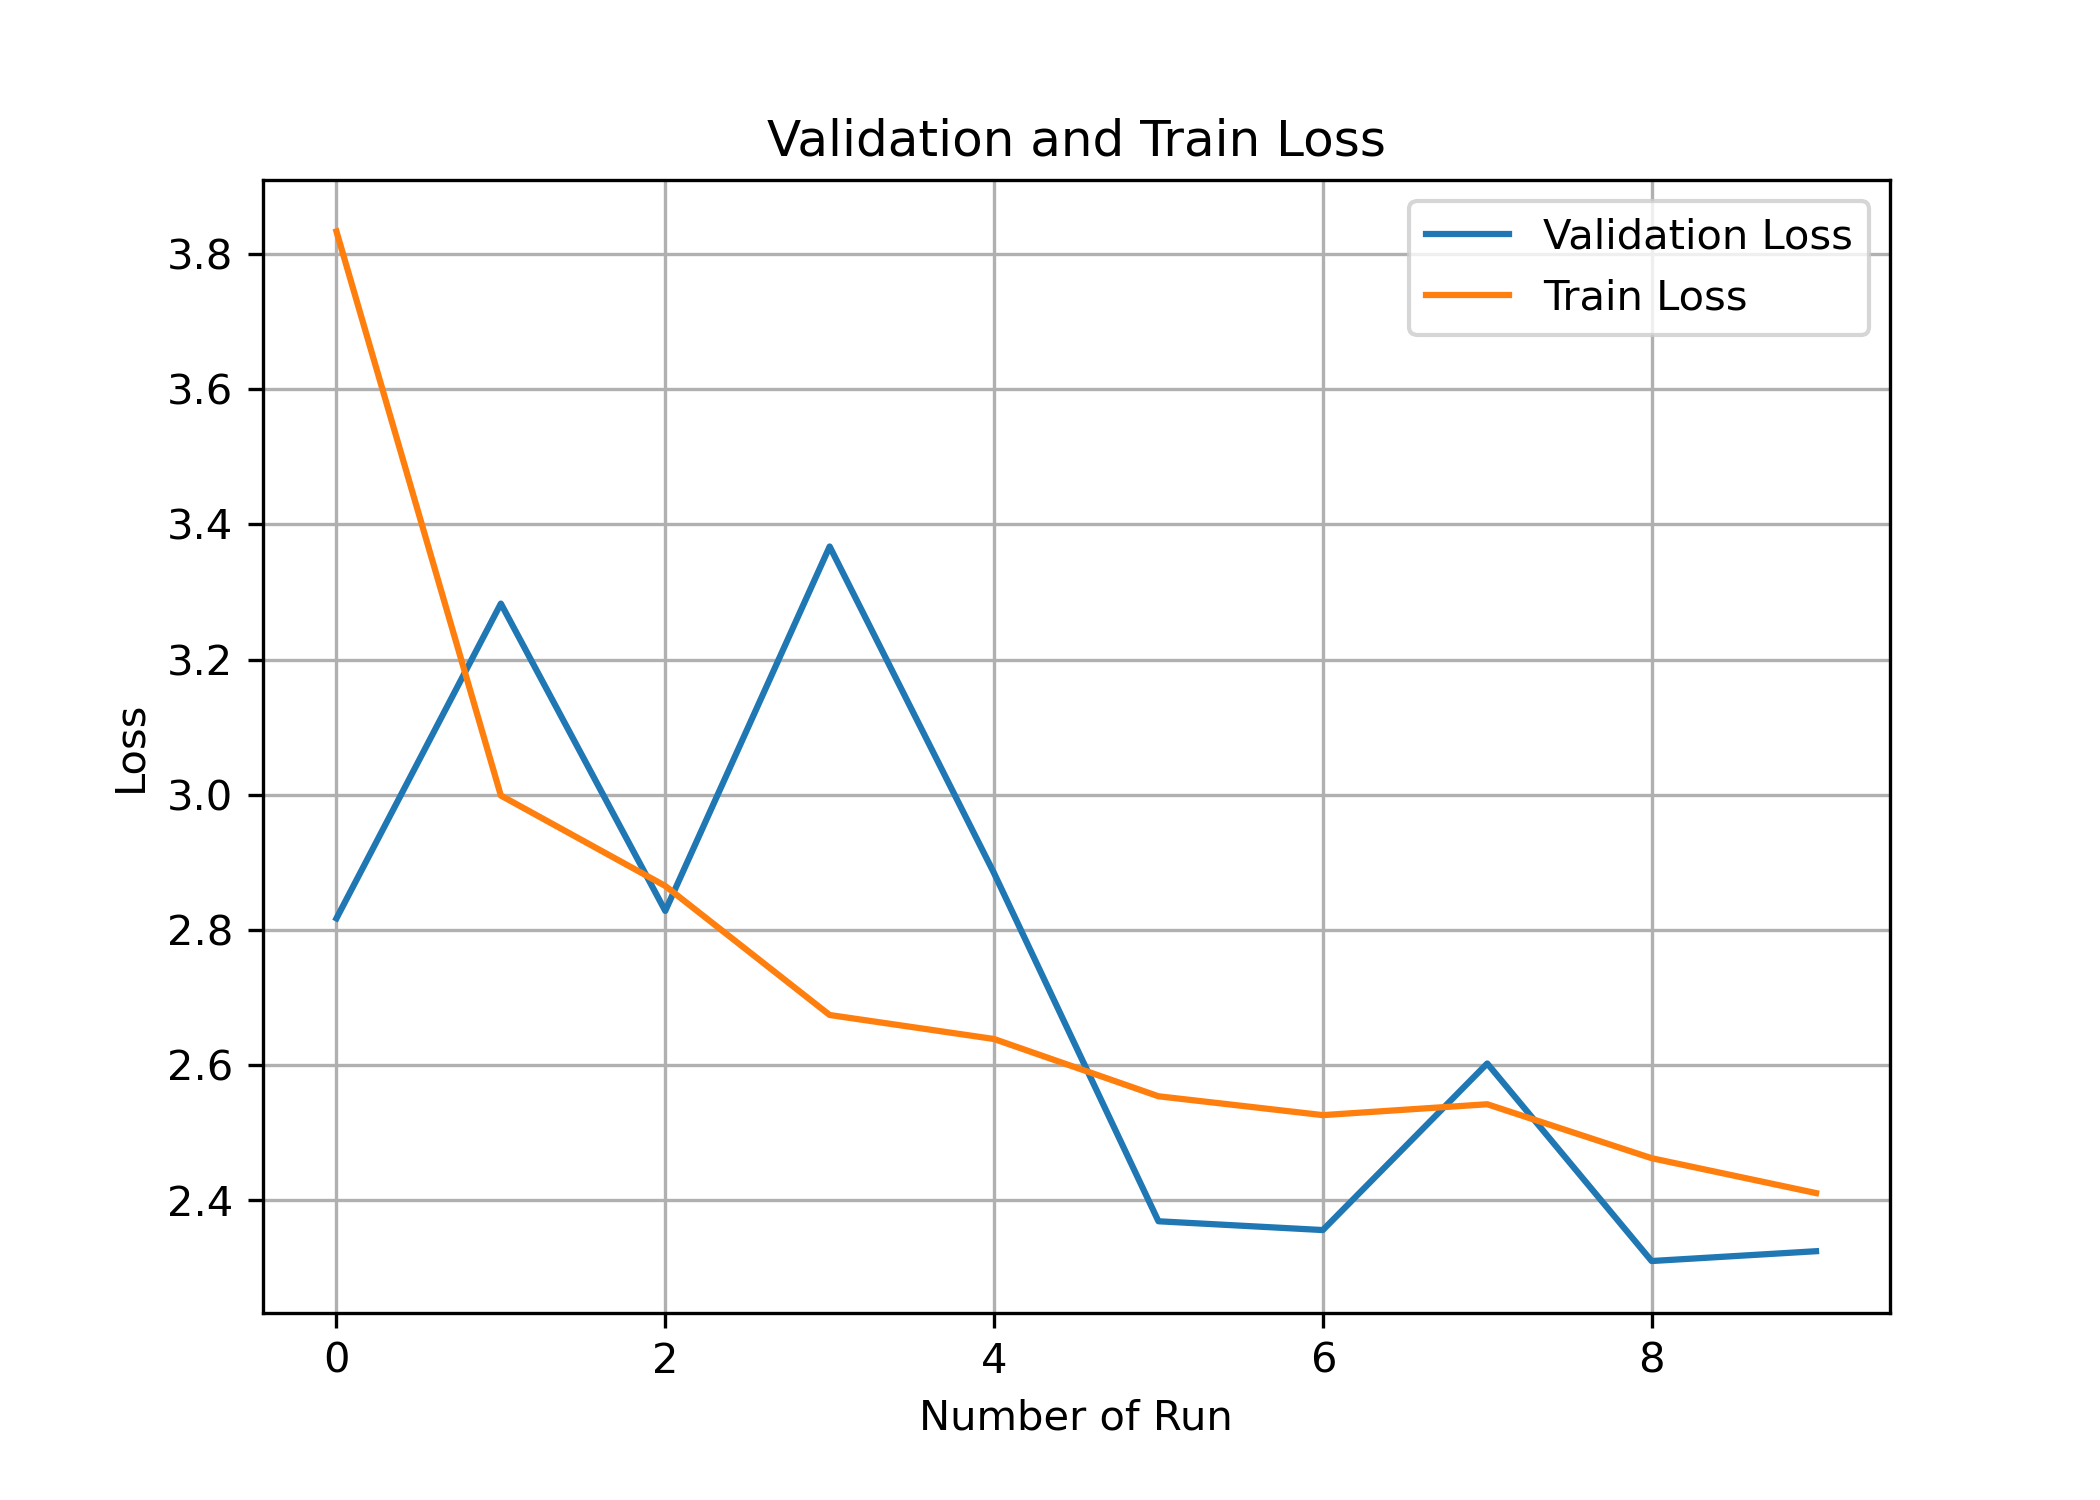 Validation and Train Loss
Validation Loss
Train Loss
3.8
3.6
3.4
3.2
3.0
2.8
2.6
2.4
Loss
0 2 4 6 8
Number of Run